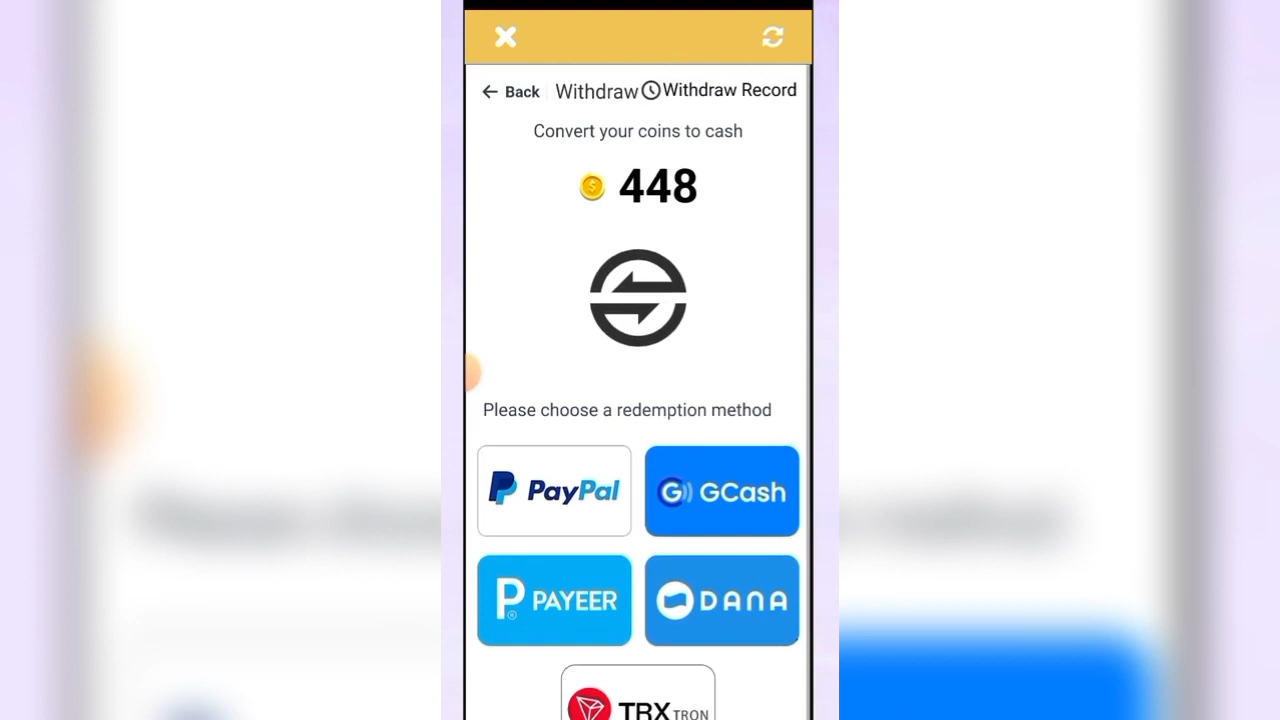 Back Withdraw Withdraw Record
Convert your coins to cash
448
Please choose a redemption method
PayPal GCash
PAYEER DANA
TRX TRON